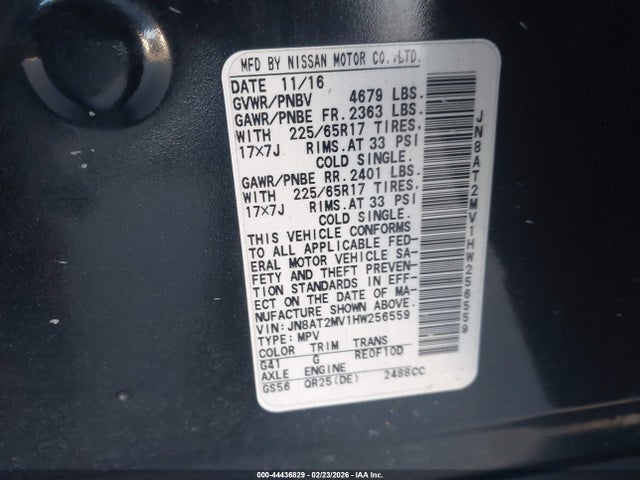 MFD BY NISSAN MOTOR CO.,LTD.
DATE 11/16
GVWR/PNBV 4679 LBS.
GAWR/PNBE FR. 2363 LBS.
WITH 225/65R17 TIRES,
17×7J RIMS.AT 33 PSI
COLD SINGLE.
GAWR/PNBE RR. 2401 LBS.
WITH 225/65R17 TIRES,
17×7J RIMS.AT 33 PSI
COLD SINGLE.
THIS VEHICLE CONFORMS
TO ALL APPLICABLE FED-
ERAL MOTOR VEHICLE SA-
FETY AND THEFT PREVEN-
TION STANDARDS IN EFF-
ECT ON THE DATE OF MA-
NUFACTURE SHOWN ABOVE.
VIN: JN8AT2MV1HW256559
TYPE: MPV
COLOR TRIM TRANS
G41 G RE0F10D
AXLE ENGINE
GS56 QR25(DE) 2488CC
JN8AT2MV1HW256559
000-44436829 - 02/23/2026 - IAA Inc.